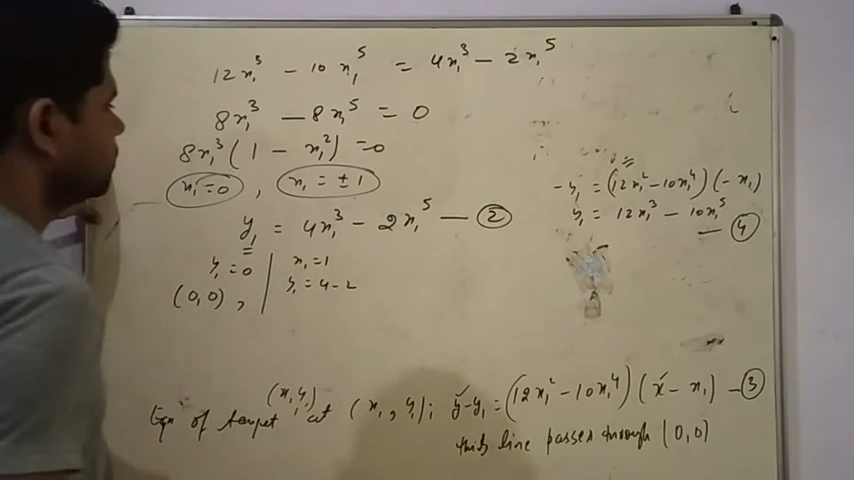 12x₁³ - 10x₁⁵ = 4x₁³ - 2x₁⁵
8x₁³ - 8x₁⁵ = 0
8x₁³(1 - x₁²) = 0
x₁ = 0, x₁ = ±1
y₁ = 4x₁³ - 2x₁⁵ — ②
y₁ = 0 | x₁ = 1
(0,0), | y₁ = 4 - 2
-y₁ = (12x₁² - 10x₁⁴)(-x₁)
y₁ = 12x₁³ - 10x₁⁵
— ④
(x₁, y₁)
Eqn of tangent at (x₁, y₁); y - y₁ = (12x₁² - 10x₁⁴)(x - x₁) — ③
this line passes through (0,0)